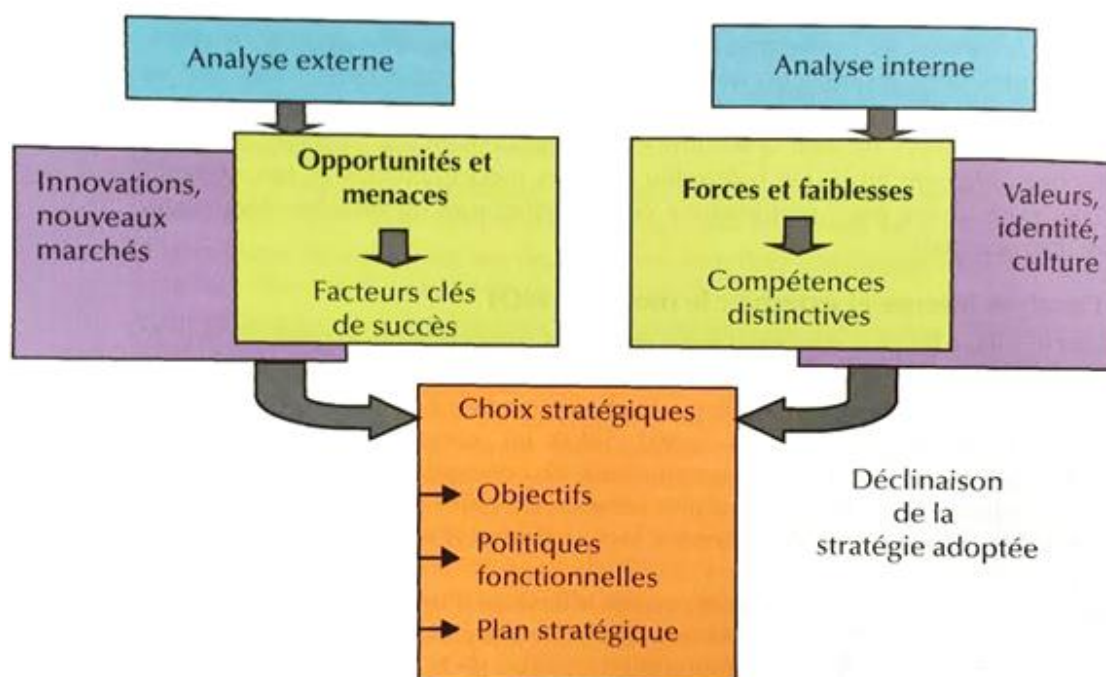 Analyse externe
Analyse interne
Innovations,
nouveaux
marchés
Opportunités et
menaces
Facteurs clés
de succès
Forces et faiblesses
Compétences
distinctives
Valeurs,
identité,
culture
Choix stratégiques
Objectifs
Politiques
fonctionnelles
Plan stratégique
Déclinaison
de la
stratégie adoptée